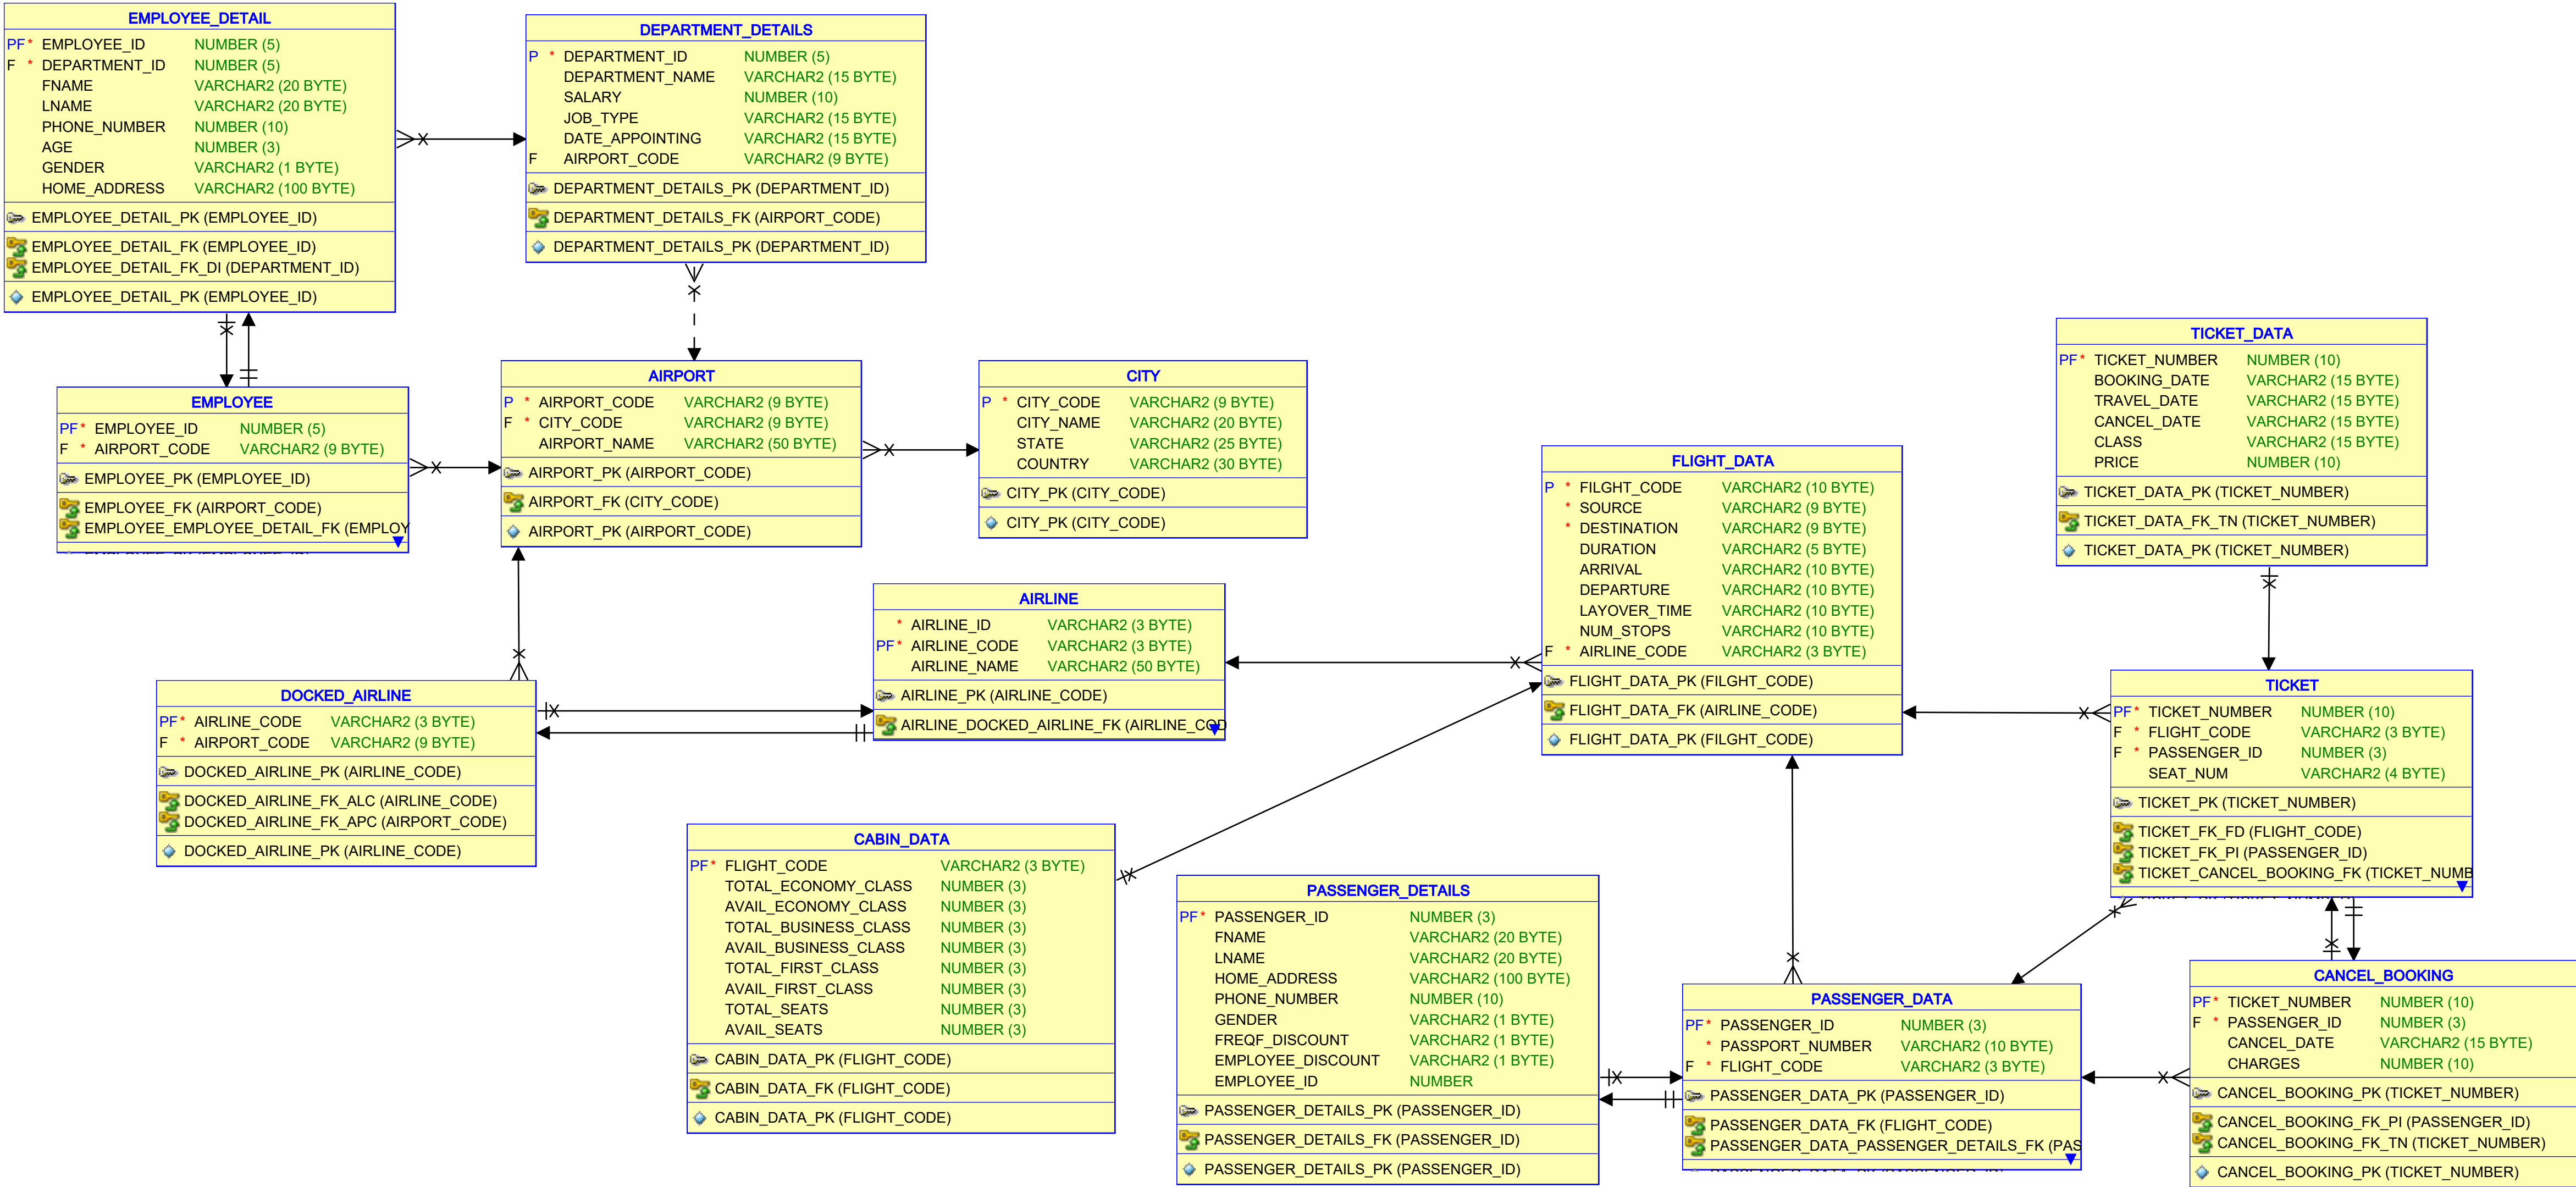 EMPLOYEE_DETAIL
PF * EMPLOYEE_ID NUMBER (5)
F * DEPARTMENT_ID NUMBER (5)
FNAME VARCHAR2 (20 BYTE)
LNAME VARCHAR2 (20 BYTE)
PHONE_NUMBER NUMBER (10)
AGE NUMBER (3)
GENDER VARCHAR2 (1 BYTE)
HOME_ADDRESS VARCHAR2 (100 BYTE)
EMPLOYEE_DETAIL_PK (EMPLOYEE_ID)
EMPLOYEE_DETAIL_FK (EMPLOYEE_ID)
EMPLOYEE_DETAIL_FK_DI (DEPARTMENT_ID)
EMPLOYEE_DETAIL_PK (EMPLOYEE_ID)
DEPARTMENT_DETAILS
P * DEPARTMENT_ID NUMBER (5)
DEPARTMENT_NAME VARCHAR2 (15 BYTE)
SALARY NUMBER (10)
JOB_TYPE VARCHAR2 (15 BYTE)
DATE_APPOINTING VARCHAR2 (15 BYTE)
F AIRPORT_CODE VARCHAR2 (9 BYTE)
DEPARTMENT_DETAILS_PK (DEPARTMENT_ID)
DEPARTMENT_DETAILS_FK (AIRPORT_CODE)
DEPARTMENT_DETAILS_PK (DEPARTMENT_ID)
EMPLOYEE
PF * EMPLOYEE_ID NUMBER (5)
F * AIRPORT_CODE VARCHAR2 (9 BYTE)
EMPLOYEE_PK (EMPLOYEE_ID)
EMPLOYEE_FK (AIRPORT_CODE)
EMPLOYEE_EMPLOYEE_DETAIL_FK (EMPLOY
AIRPORT
P * AIRPORT_CODE VARCHAR2 (9 BYTE)
F * CITY_CODE VARCHAR2 (9 BYTE)
AIRPORT_NAME VARCHAR2 (50 BYTE)
AIRPORT_PK (AIRPORT_CODE)
AIRPORT_FK (CITY_CODE)
AIRPORT_PK (AIRPORT_CODE)
CITY
P * CITY_CODE VARCHAR2 (9 BYTE)
CITY_NAME VARCHAR2 (20 BYTE)
STATE VARCHAR2 (25 BYTE)
COUNTRY VARCHAR2 (30 BYTE)
CITY_PK (CITY_CODE)
CITY_PK (CITY_CODE)
TICKET_DATA
PF * TICKET_NUMBER NUMBER (10)
BOOKING_DATE VARCHAR2 (15 BYTE)
TRAVEL_DATE VARCHAR2 (15 BYTE)
CANCEL_DATE VARCHAR2 (15 BYTE)
CLASS VARCHAR2 (15 BYTE)
PRICE NUMBER (10)
TICKET_DATA_PK (TICKET_NUMBER)
TICKET_DATA_FK_TN (TICKET_NUMBER)
TICKET_DATA_PK (TICKET_NUMBER)
FLIGHT_DATA
P * FILGHT_CODE VARCHAR2 (10 BYTE)
* SOURCE VARCHAR2 (9 BYTE)
* DESTINATION VARCHAR2 (9 BYTE)
DURATION VARCHAR2 (5 BYTE)
ARRIVAL VARCHAR2 (10 BYTE)
DEPARTURE VARCHAR2 (10 BYTE)
LAYOVER_TIME VARCHAR2 (10 BYTE)
NUM_STOPS VARCHAR2 (10 BYTE)
F * AIRLINE_CODE VARCHAR2 (3 BYTE)
FLIGHT_DATA_PK (FILGHT_CODE)
FLIGHT_DATA_FK (AIRLINE_CODE)
FLIGHT_DATA_PK (FILGHT_CODE)
AIRLINE
* AIRLINE_ID VARCHAR2 (3 BYTE)
PF * AIRLINE_CODE VARCHAR2 (3 BYTE)
AIRLINE_NAME VARCHAR2 (50 BYTE)
AIRLINE_PK (AIRLINE_CODE)
AIRLINE_DOCKED_AIRLINE_FK (AIRLINE_COD
DOCKED_AIRLINE
PF * AIRLINE_CODE VARCHAR2 (3 BYTE)
F * AIRPORT_CODE VARCHAR2 (9 BYTE)
DOCKED_AIRLINE_PK (AIRLINE_CODE)
DOCKED_AIRLINE_FK_ALC (AIRLINE_CODE)
DOCKED_AIRLINE_FK_APC (AIRPORT_CODE)
DOCKED_AIRLINE_PK (AIRLINE_CODE)
TICKET
PF * TICKET_NUMBER NUMBER (10)
F * FLIGHT_CODE VARCHAR2 (3 BYTE)
F * PASSENGER_ID NUMBER (3)
SEAT_NUM VARCHAR2 (4 BYTE)
TICKET_PK (TICKET_NUMBER)
TICKET_FK_FD (FLIGHT_CODE)
TICKET_FK_PI (PASSENGER_ID)
TICKET_CANCEL_BOOKING_FK (TICKET_NUMB
CABIN_DATA
PF * FLIGHT_CODE VARCHAR2 (3 BYTE)
TOTAL_ECONOMY_CLASS NUMBER (3)
AVAIL_ECONOMY_CLASS NUMBER (3)
TOTAL_BUSINESS_CLASS NUMBER (3)
AVAIL_BUSINESS_CLASS NUMBER (3)
TOTAL_FIRST_CLASS NUMBER (3)
AVAIL_FIRST_CLASS NUMBER (3)
TOTAL_SEATS NUMBER (3)
AVAIL_SEATS NUMBER (3)
CABIN_DATA_PK (FLIGHT_CODE)
CABIN_DATA_FK (FLIGHT_CODE)
CABIN_DATA_PK (FLIGHT_CODE)
PASSENGER_DETAILS
PF * PASSENGER_ID NUMBER (3)
FNAME VARCHAR2 (20 BYTE)
LNAME VARCHAR2 (20 BYTE)
HOME_ADDRESS VARCHAR2 (100 BYTE)
PHONE_NUMBER NUMBER (10)
GENDER VARCHAR2 (1 BYTE)
FREQF_DISCOUNT VARCHAR2 (1 BYTE)
EMPLOYEE_DISCOUNT VARCHAR2 (1 BYTE)
EMPLOYEE_ID NUMBER
PASSENGER_DETAILS_PK (PASSENGER_ID)
PASSENGER_DETAILS_FK (PASSENGER_ID)
PASSENGER_DETAILS_PK (PASSENGER_ID)
PASSENGER_DATA
PF * PASSENGER_ID NUMBER (3)
* PASSPORT_NUMBER VARCHAR2 (10 BYTE)
F * FLIGHT_CODE VARCHAR2 (3 BYTE)
PASSENGER_DATA_PK (PASSENGER_ID)
PASSENGER_DATA_FK (FLIGHT_CODE)
PASSENGER_DATA_PASSENGER_DETAILS_FK (PAS
CANCEL_BOOKING
PF * TICKET_NUMBER NUMBER (10)
F * PASSENGER_ID NUMBER (3)
CANCEL_DATE VARCHAR2 (15 BYTE)
CHARGES NUMBER (10)
CANCEL_BOOKING_PK (TICKET_NUMBER)
CANCEL_BOOKING_FK_PI (PASSENGER_ID)
CANCEL_BOOKING_FK_TN (TICKET_NUMBER)
CANCEL_BOOKING_PK (TICKET_NUMBER)